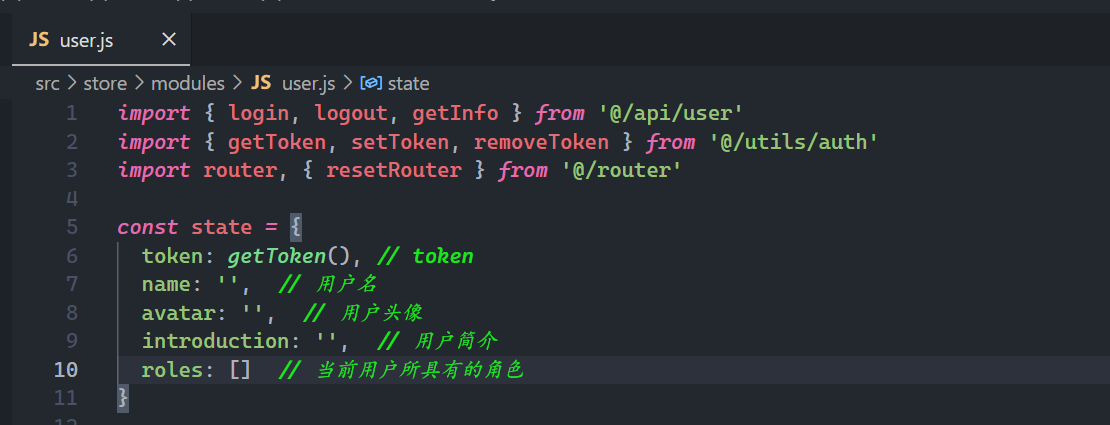 JS user.js ×
src > store > modules > JS user.js > state
1 import { login, logout, getInfo } from '@/api/user'
2 import { getToken, setToken, removeToken } from '@/utils/auth'
3 import router, { resetRouter } from '@/router'
4
5 const state = {
6 token: getToken(), // token
7 name: '', // 用户名
8 avatar: '', // 用户头像
9 introduction: '', // 用户简介
10 roles: [] // 当前用户所具有的角色
11 }